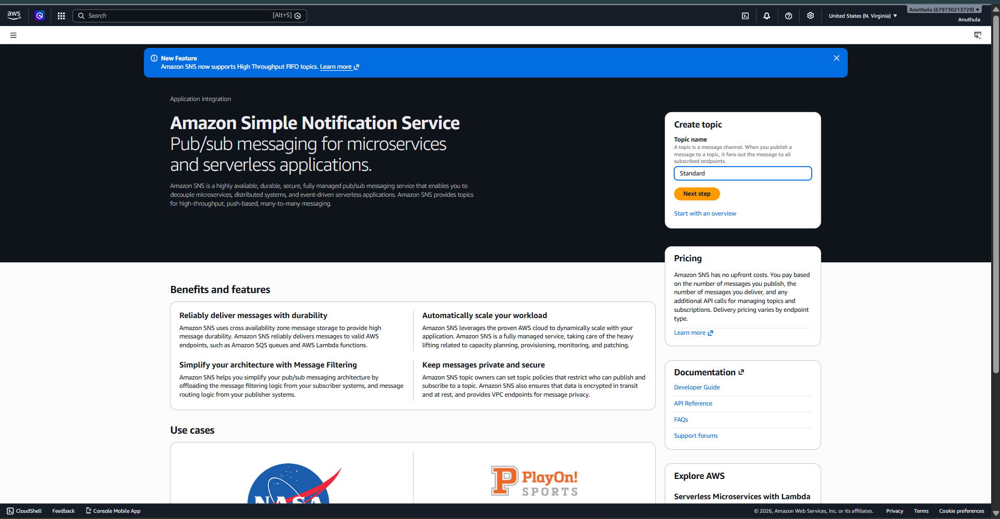 aws
Search
[Alt+S]
United States (N. Virginia)
Anuthula (679730213729)
Anuthula
New Feature
Amazon SNS now supports High Throughput FIFO topics. Learn more
Application Integration
Amazon Simple Notification Service
Pub/sub messaging for microservices
and serverless applications.
Amazon SNS is a highly available, durable, secure, fully managed pub/sub messaging service that enables you to
decouple microservices, distributed systems, and event-driven serverless applications. Amazon SNS provides topics
for high-throughput, push-based, many-to-many messaging.
Create topic
Topic name
A topic is a message channel. When you publish a
message to a topic, it fans out the message to all
subscribed endpoints.
Standard
Next step
Start with an overview
Pricing
Amazon SNS has no upfront costs. You pay based
on the number of messages you publish, the
number of messages you deliver, and any
additional API calls for managing topics and
subscriptions. Delivery pricing varies by endpoint
type.
Learn more
Benefits and features
Reliably deliver messages with durability
Amazon SNS uses cross availability zone message storage to provide high
message durability. Amazon SNS reliably delivers messages to valid AWS
endpoints, such as Amazon SQS queues and AWS Lambda functions.
Automatically scale your workload
Amazon SNS leverages the proven AWS cloud to dynamically scale with your
application. Amazon SNS is a fully managed service, taking care of the heavy
lifting related to capacity planning, provisioning, monitoring, and patching.
Simplify your architecture with Message Filtering
Amazon SNS helps you simplify your pub/sub messaging architecture by
offloading the message filtering logic from your subscriber systems, and message
routing logic from your publisher systems.
Keep messages private and secure
Amazon SNS topic owners can set topic policies that restrict who can publish and
subscribe to a topic. Amazon SNS also ensures that data is encrypted in transit
and at rest, and provides VPC endpoints for message privacy.
Documentation
Developer Guide
API Reference
FAQs
Support forums
Use cases
NASA
P PlayOn!
SPORTS
Explore AWS
Serverless Microservices with Lambda
CloudShell
Feedback
Console Mobile App
© 2026, Amazon Web Services, Inc. or its affiliates.
Privacy
Terms
Cookie preferences